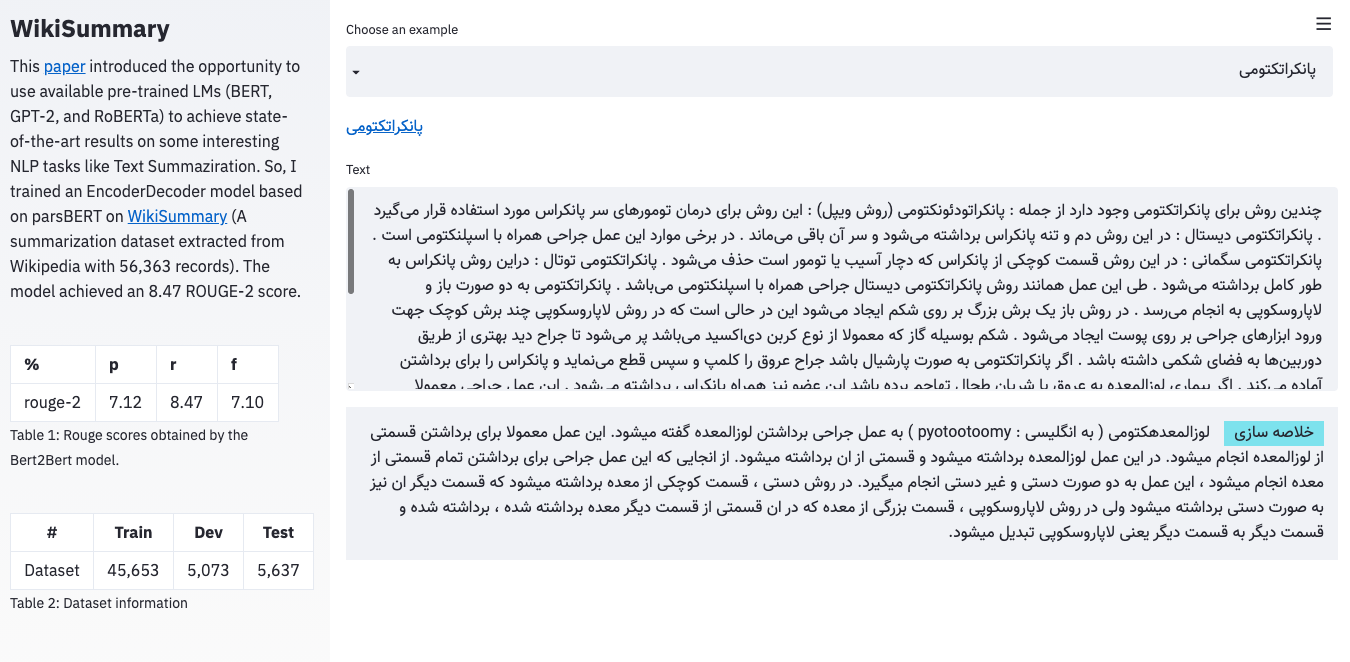 WikiSummary
This paper introduced the opportunity to
use available pre-trained LMs (BERT,
GPT-2, and RoBERTa) to achieve state-
of-the-art results on some interesting
NLP tasks like Text Summaziration. So, I
trained an EncoderDecoder model based
on parsBERT on WikiSummary (A
summarization dataset extracted from
Wikipedia with 56,363 records). The
model achieved an 8.47 ROUGE-2 score.
% p r f
rouge-2 7.12 8.47 7.10
Table 1: Rouge scores obtained by the
Bert2Bert model.
# Train Dev Test
Dataset 45,653 5,073 5,637
Table 2: Dataset information
Choose an example
پانکراتکتومی
پانکراتکتومی
Text
چندین روش برای پانکراتکتومی وجود دارد از جمله : پانکراتودئونکتومی (روش ویپل) : این روش برای درمان تومورهای سر پانکراس مورد استفاده قرار می‌گیرد
. پانکراتکتومی دیستال : در این روش دم و تنه پانکراس برداشته می‌شود و سر آن باقی می‌ماند . در برخی موارد این عمل جراحی همراه با اسپلنکتومی است .
پانکراتکتومی سگمانی : در این روش قسمت کوچکی از پانکراس که دچار آسیب یا تومور است حذف می‌شود . پانکراتکتومی توتال : دراین روش پانکراس به
طور کامل برداشته می‌شود . طی این عمل همانند روش پانکراتکتومی دیستال جراحی همراه با اسپلنکتومی می‌باشد . پانکراتکتومی به دو صورت باز و
لاپاروسکوپی به انجام می‌رسد . در روش باز یک برش بزرگ بر روی شکم ایجاد می‌شود این در حالی است که در روش لاپاروسکوپی چند برش کوچک جهت
ورود ابزارهای جراحی بر روی پوست ایجاد می‌شود . شکم بوسیله گاز که معمولا از نوع کربن دی‌اکسید می‌باشد پر می‌شود تا جراح دید بهتری از طریق
دوربین‌ها به فضای شکمی داشته باشد . اگر پانکراتکتومی به صورت پارشیال باشد جراح عروق را کلمپ و سپس قطع می‌نماید و پانکراس را برای برداشتن
آماده می‌کند . اگر بیماری لوزالمعده به عروق یا شریان طحال تهاجم برده باشد این عضو نیز همراه پانکراس برداشته می‌شود . این عمل جراحی معمولا
خلاصه سازی لوزالمعدهکتومی ( به انگلیسی : pyotootoomy ) به عمل جراحی برداشتن لوزالمعده گفته میشود. این عمل معمولا برای برداشتن قسمتی
از لوزالمعده انجام میشود. در این عمل لوزالمعده برداشته میشود و قسمتی از ان برداشته میشود. از انجایی که این عمل جراحی برای برداشتن تمام قسمتی از
معده انجام میشود ، این عمل به دو صورت دستی و غیر دستی انجام میگیرد. در روش دستی ، قسمت کوچکی از معده برداشته میشود که قسمت دیگر ان نیز
به صورت دستی برداشته میشود ولی در روش لاپاروسکوپی ، قسمت بزرگی از معده که در ان قسمتی از قسمت دیگر معده برداشته شده ، برداشته شده و
قسمت دیگر به قسمت دیگر یعنی لاپاروسکوپی تبدیل میشود.